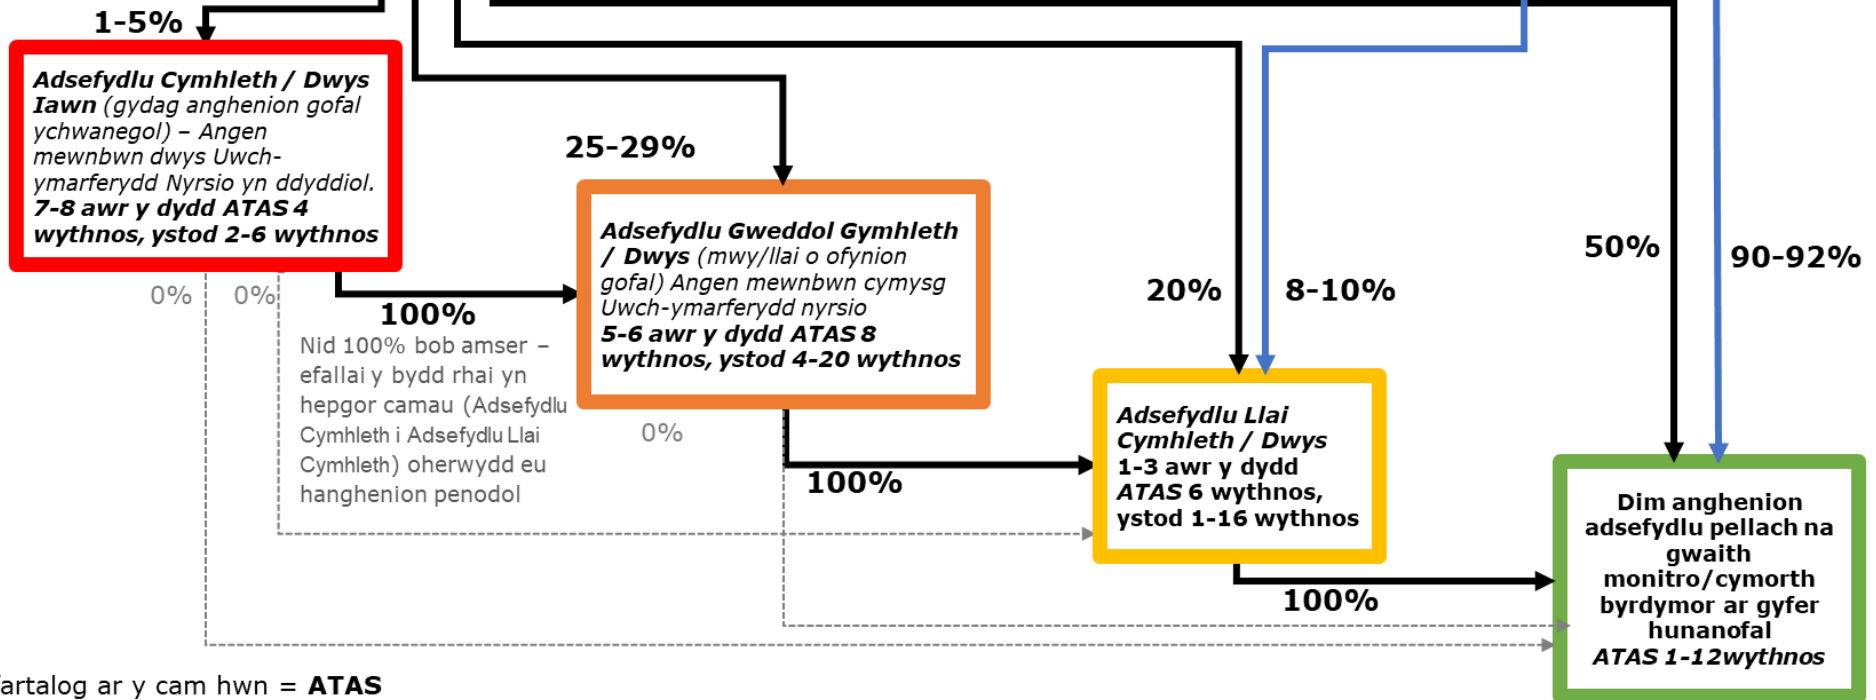 1-5%
Adsefydlu Cymhleth / Dwys
Iawn (gydag anghenion gofal
ychwanegol) – Angen
mewnbwn dwys Uwch-
ymarferydd Nyrsio yn ddyddiol.
7-8 awr y dydd ATAS 4
wythnos, ystod 2-6 wythnos
25-29%
Adsefydlu Gweddol Gymhleth
/ Dwys (mwy/llai o ofynion
gofal) Angen mewnbwn cymysg
Uwch-ymarferydd nyrsio
5-6 awr y dydd ATAS 8
wythnos, ystod 4-20 wythnos
0%
0%
100%
Nid 100% bob amser –
efallai y bydd rhai yn
hepgor camau (Adsefydlu
Cymhleth i Adsefydlu Llai
Cymhleth) oherwydd eu
hanghenion penodol
0%
100%
20%
8-10%
Adsefydlu Llai
Cymhleth / Dwys
1-3 awr y dydd
ATAS 6 wythnos,
ystod 1-16 wythnos
100%
50%
90-92%
Dim anghenion
adsefydlu pellach na
gwaith
monitro/cymorth
byrdymor ar gyfer
hunanofal
ATAS 1-12wythnos
ar y cam hwn = ATAS